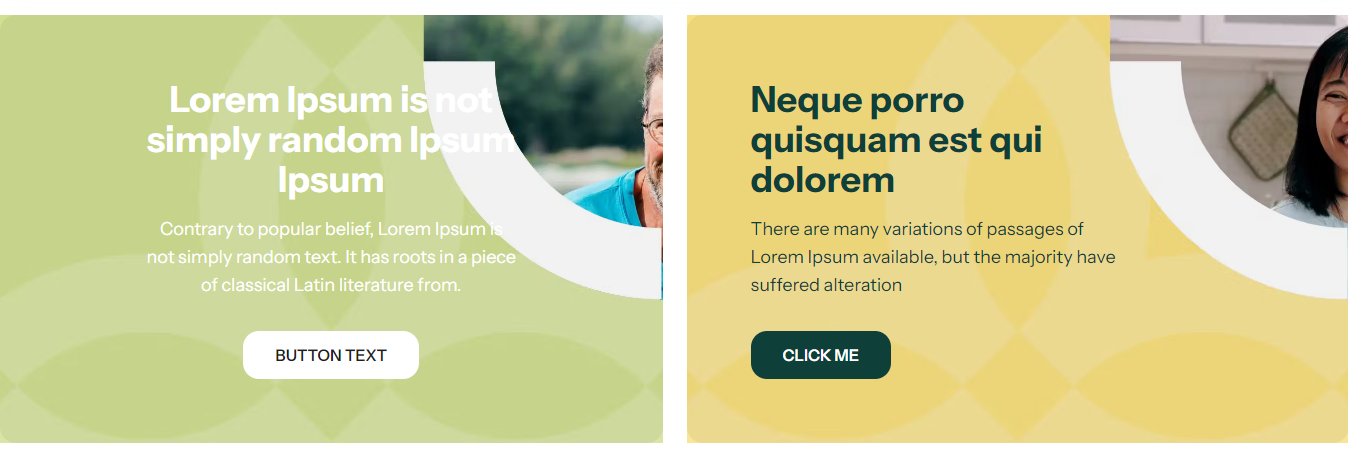 Lorem Ipsum is not
simply random Ipsum
Ipsum
Contrary to popular belief, Lorem Ipsum is
not simply random text. It has roots in a piece
of classical Latin literature from.
BUTTON TEXT
Neque porro
quisquam est qui
dolorem
There are many variations of passages of
Lorem Ipsum available, but the majority have
suffered alteration
CLICK ME